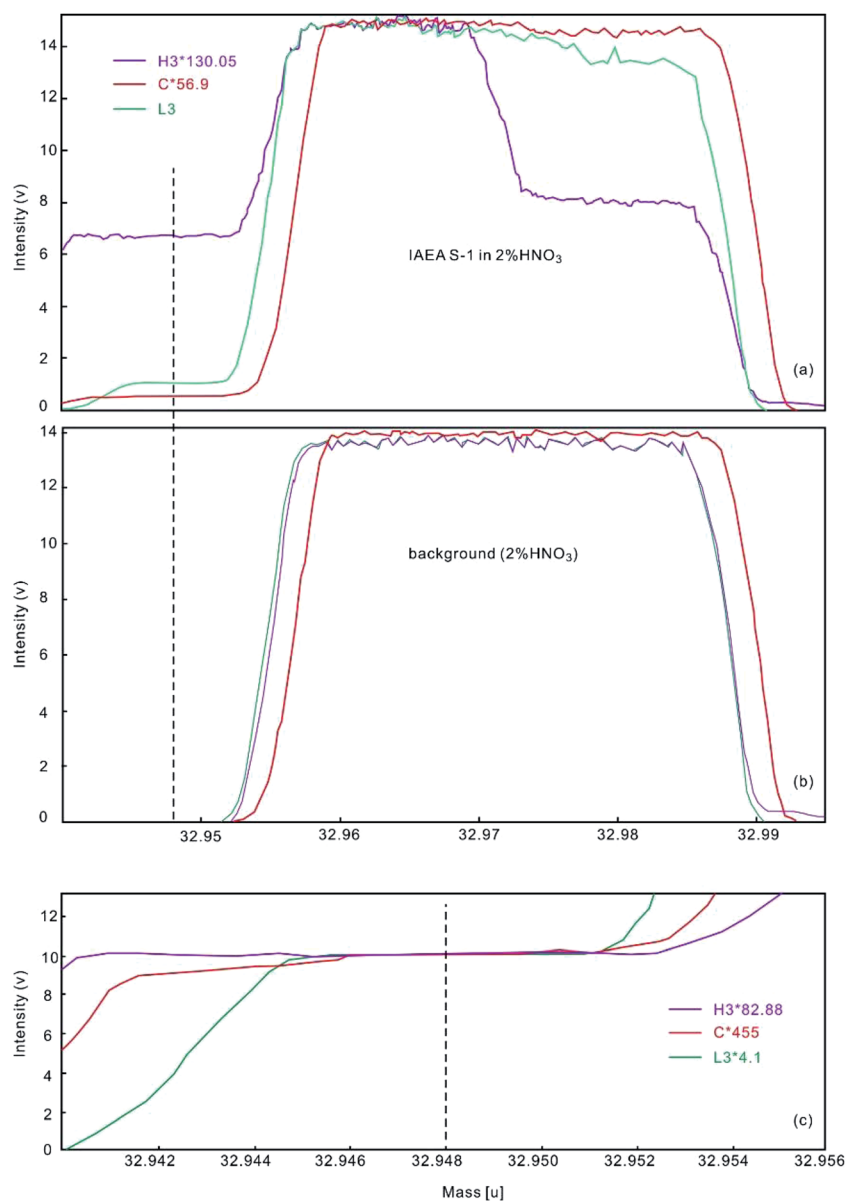 14
12
10
8
6
4
2
0
Intensity (v)
H3*130.05
C*56.9
L3
IAEA S-1 in 2%HNO₃
(a)
14
12
10
8
6
4
2
0
Intensity (v)
background (2%HNO₃)
(b)
32.95 32.96 32.97 32.98 32.99
12
10
8
6
4
2
0
Intensity (v)
H3*82.88
C*455
L3*4.1
(c)
32.942 32.944 32.946 32.948 32.950 32.952 32.954 32.956
Mass [u]